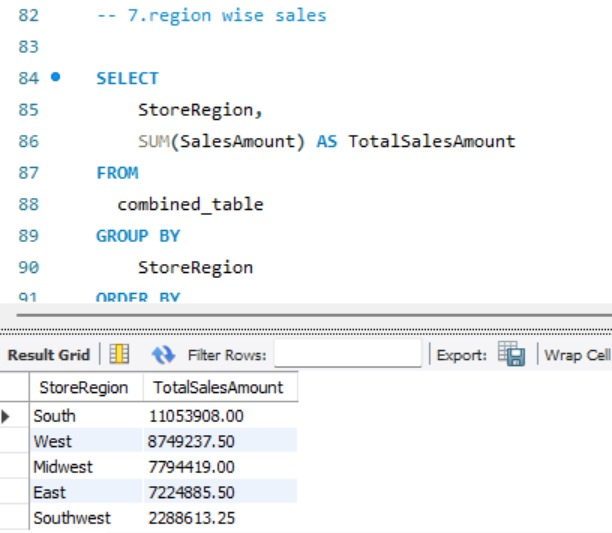 82 -- 7.region wise sales
83
84 SELECT
85 StoreRegion,
86 SUM(SalesAmount) AS TotalSalesAmount
87 FROM
88 combined_table
89 GROUP BY
90 StoreRegion
91 ORDER BY
Result Grid Filter Rows: Export: Wrap Cell
StoreRegion TotalSalesAmount
South 11053908.00
West 8749237.50
Midwest 7794419.00
East 7224885.50
Southwest 2288613.25